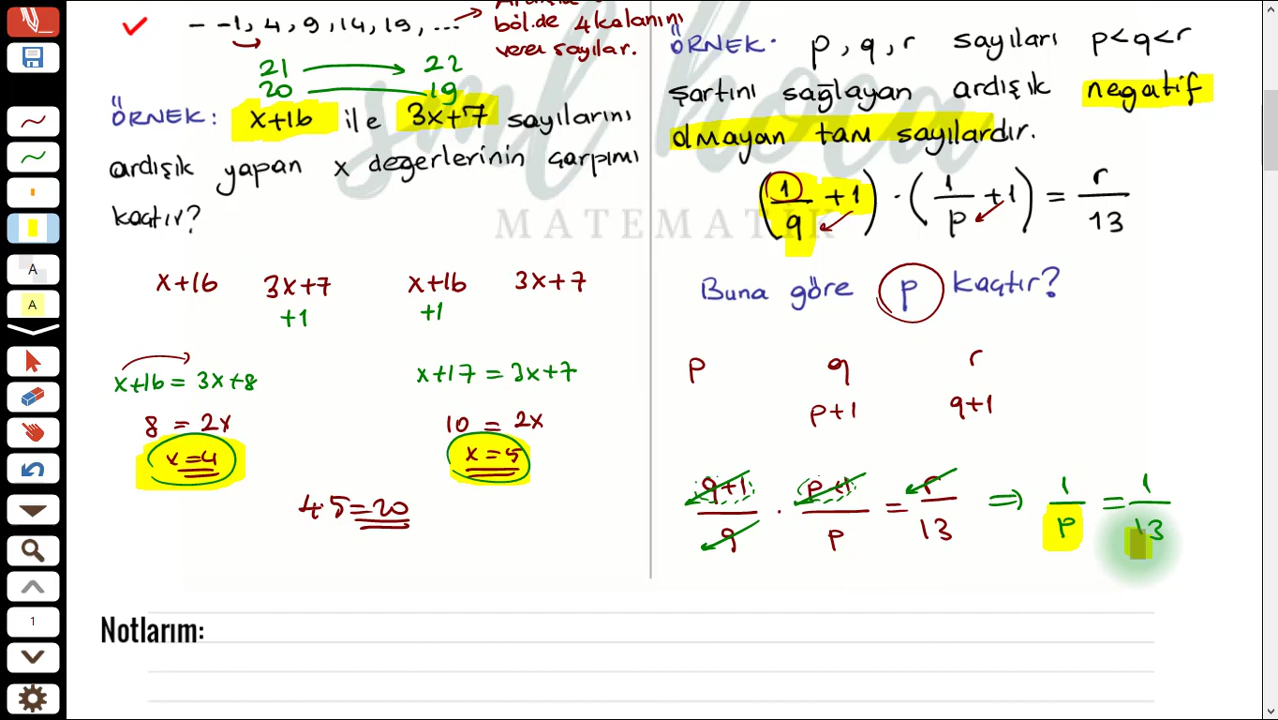 - - -1, 4, 9, 14, 19, ...
böl.de 4 kalanını
veren sayılar.
21 → 22
20 → 19
ÖRNEK: x+16 ile 3x+7 sayılarını
ardışık yapan x değerlerinin çarpımı
kaçtır?
x+16 3x+7 x+16 3x+7
+1 +1
x+16 = 3x+8 x+17 = 3x+7
8 = 2x 10 = 2x
x=4 x=5
4.5=20
ÖRNEK: p, q, r sayıları p<q<r
şartını sağlayan ardışık negatif
olmayan tam sayılardır.
(1/q + 1) · (1/p + 1) = r/13
Buna göre p kaçtır?
p q r
p+1 q+1
q+1/q · p+1/p = r/13 ⇒ 1/p = 1/13
sml hoca
MATEMATİK
A
A
1
Notlarım: